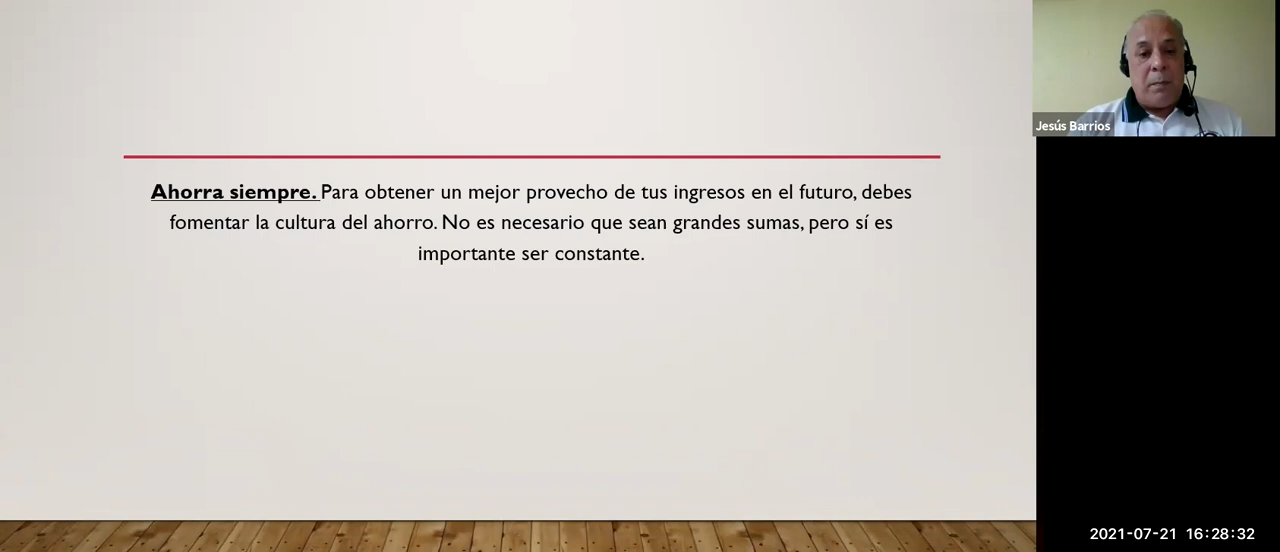 Ahorra siempre. Para obtener un mejor provecho de tus ingresos en el futuro, debes
fomentar la cultura del ahorro. No es necesario que sean grandes sumas, pero sí es
importante ser constante.
Jesús Barrios
2021-07-21 16:28:32